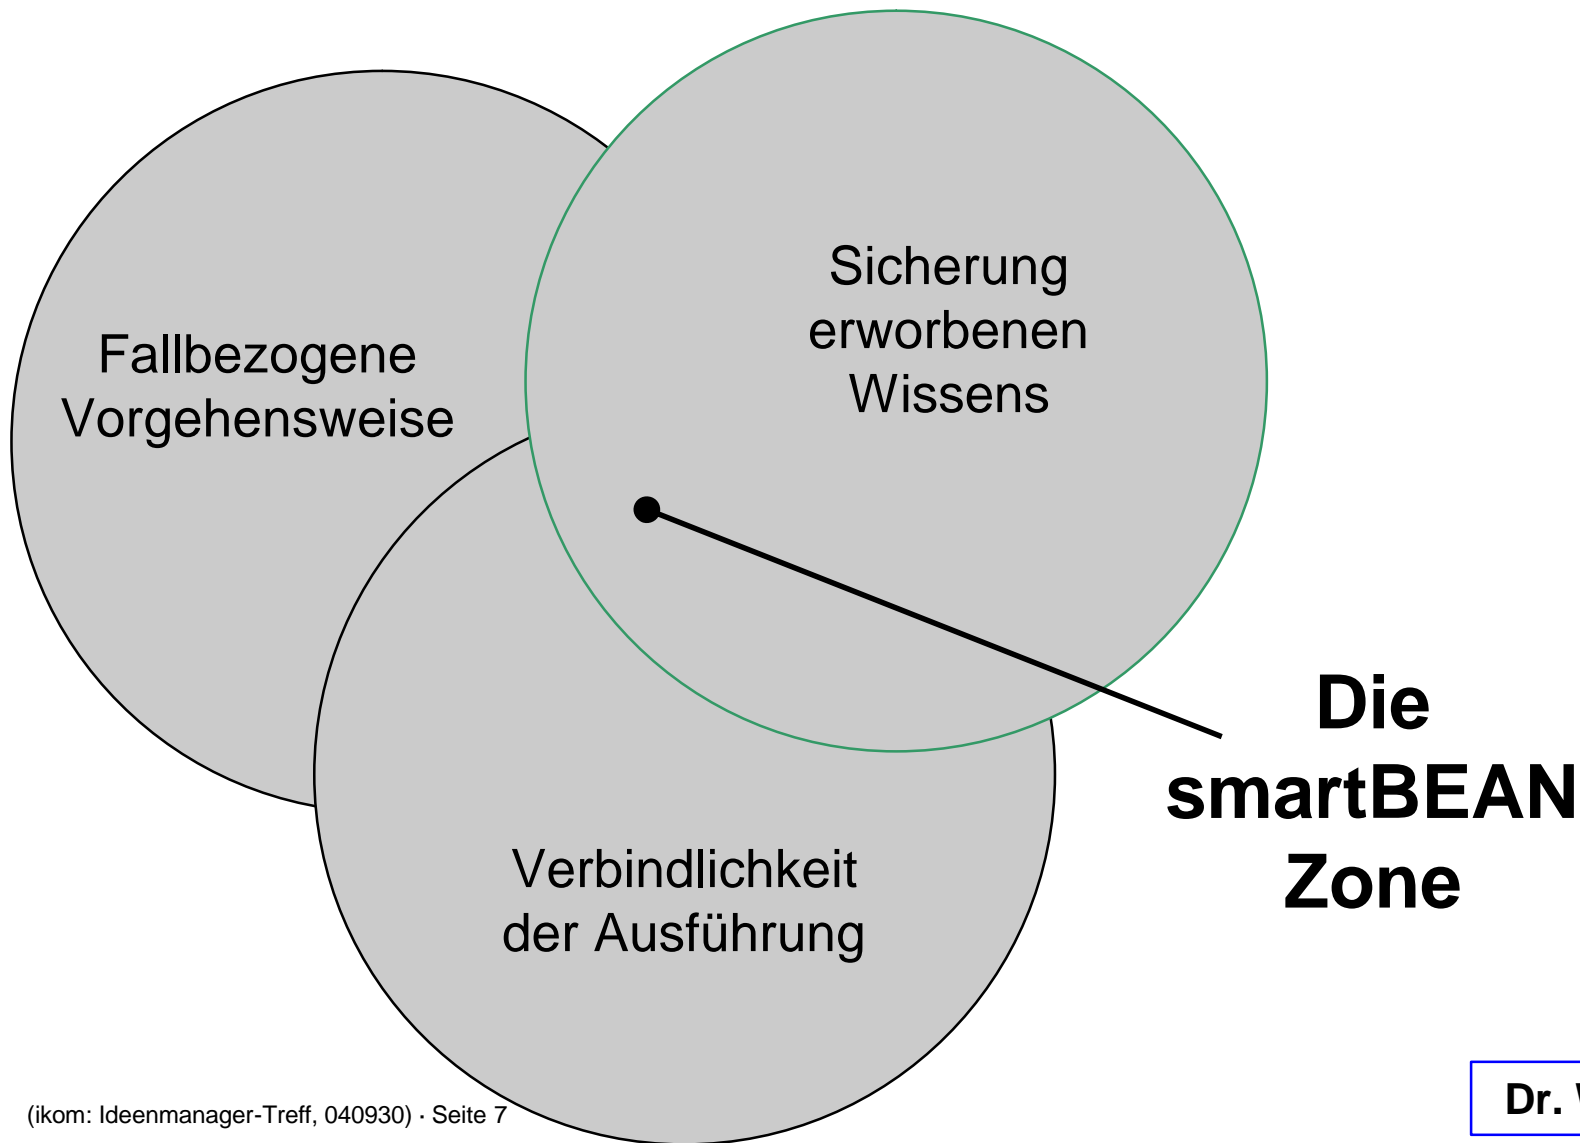 Sicherung
erworbenen
Wissens
Fallbezogene
Vorgehensweise
Die
smartBEAN
Zone
Verbindlichkeit
der Ausführung
(ikom: Ideenmanager-Treff, 040930) · Seite 7
Dr.